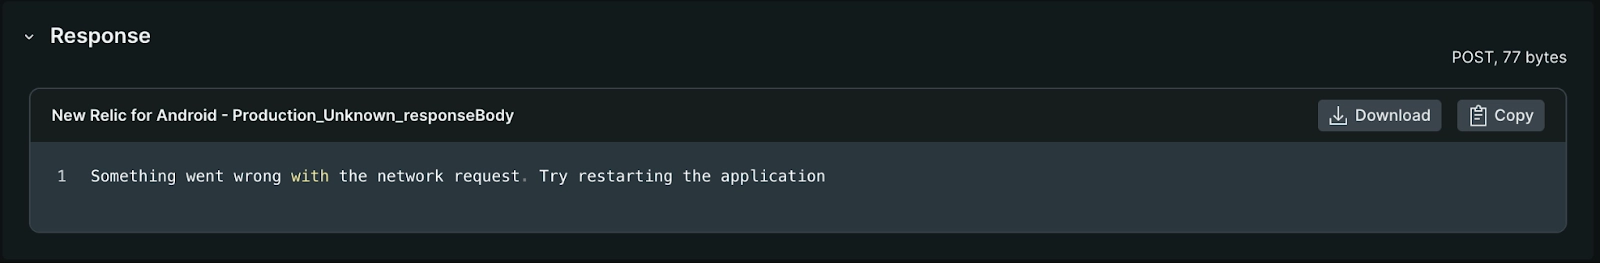 Response
POST, 77 bytes
New Relic for Android - Production_Unknown_responseBody
Download
Copy
1 Something went wrong with the network request. Try restarting the application